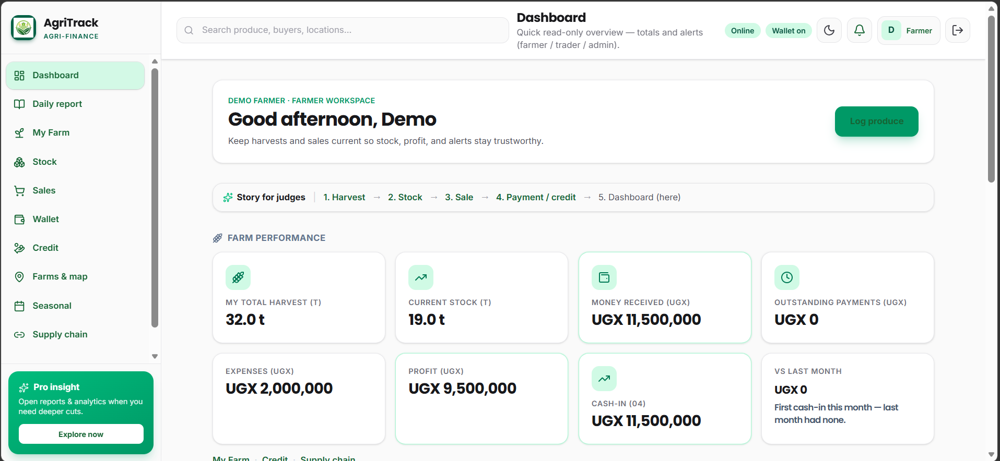 AgriTrack
AGRI-FINANCE
Dashboard
Daily report
My Farm
Stock
Sales
Wallet
Credit
Farms & map
Seasonal
Supply chain
Pro insight
Open reports & analytics when you
need deeper cuts.
Explore now
Search produce, buyers, locations...
Dashboard
Quick read-only overview — totals and alerts
(farmer / trader / admin).
Online
Wallet on
D
Farmer
DEMO FARMER · FARMER WORKSPACE
Good afternoon, Demo
Keep harvests and sales current so stock, profit, and alerts stay trustworthy.
Log produce
Story for judges 1. Harvest → 2. Stock → 3. Sale → 4. Payment / credit → 5. Dashboard (here)
FARM PERFORMANCE
MY TOTAL HARVEST (T)
32.0 t
CURRENT STOCK (T)
19.0 t
MONEY RECEIVED (UGX)
UGX 11,500,000
OUTSTANDING PAYMENTS (UGX)
UGX 0
EXPENSES (UGX)
UGX 2,000,000
PROFIT (UGX)
UGX 9,500,000
CASH-IN (04)
UGX 11,500,000
VS LAST MONTH
UGX 0
First cash-in this month — last
month had none.
My Farm · Credit · Supply chain